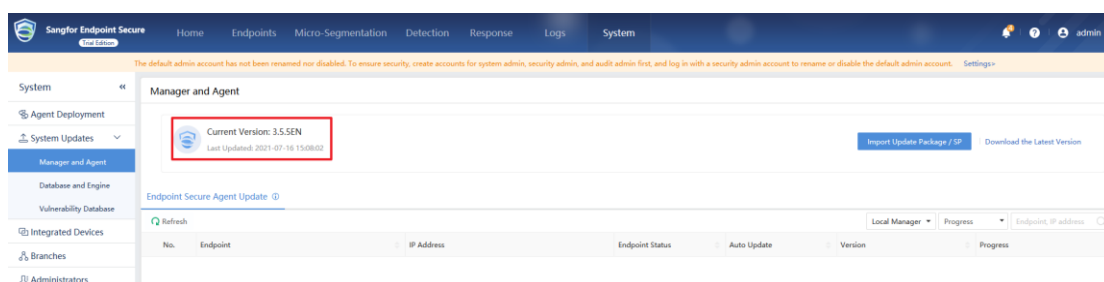 Sangfor Endpoint Secure
Trial Edition
Home Endpoints Micro-Segmentation Detection Response Logs System
admin
The default admin account has not been renamed nor disabled. To ensure security, create accounts for system admin, security admin, and audit admin first, and log in with a security admin account to rename or disable the default admin account. Settings»
System «
Manager and Agent
Agent Deployment
System Updates
Manager and Agent
Database and Engine
Vulnerability Database
Integrated Devices
Branches
Administrators
Current Version: 3.5.5EN
Last Updated: 2021-07-16 15:08:02
Import Update Package / SP Download the Latest Version
Endpoint Secure Agent Update
Refresh
Local Manager Progress Endpoint, IP address
No. Endpoint IP Address Endpoint Status Auto Update Version Progress